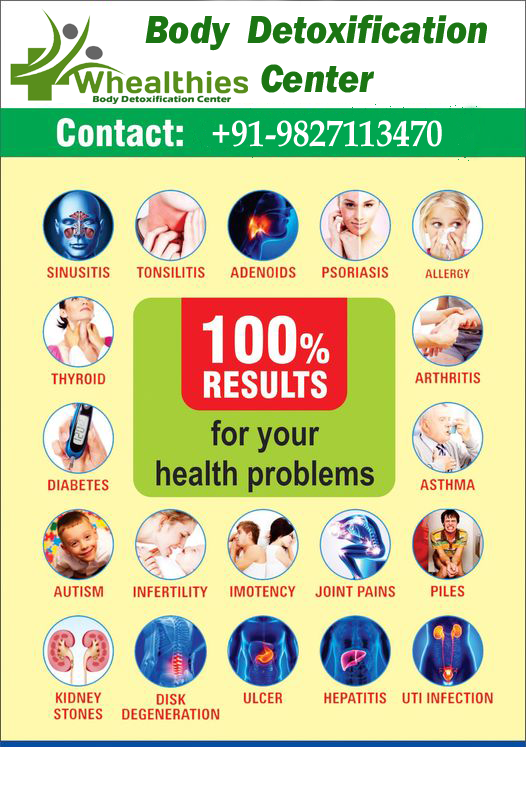 Body Detoxification
Center
Whealthies
Body Detoxification Center
Contact: +91-9827113470
SINUSITIS
TONSILITIS
ADENOIDS
PSORIASIS
ALLERGY
THYROID
100%
RESULTS
for your
health problems
ARTHRITIS
DIABETES
ASTHMA
AUTISM
INFERTILITY
IMOTENCY
JOINT PAINS
PILES
KIDNEY
STONES
DISK
DEGENERATION
ULCER
HEPATITIS
UTI INFECTION